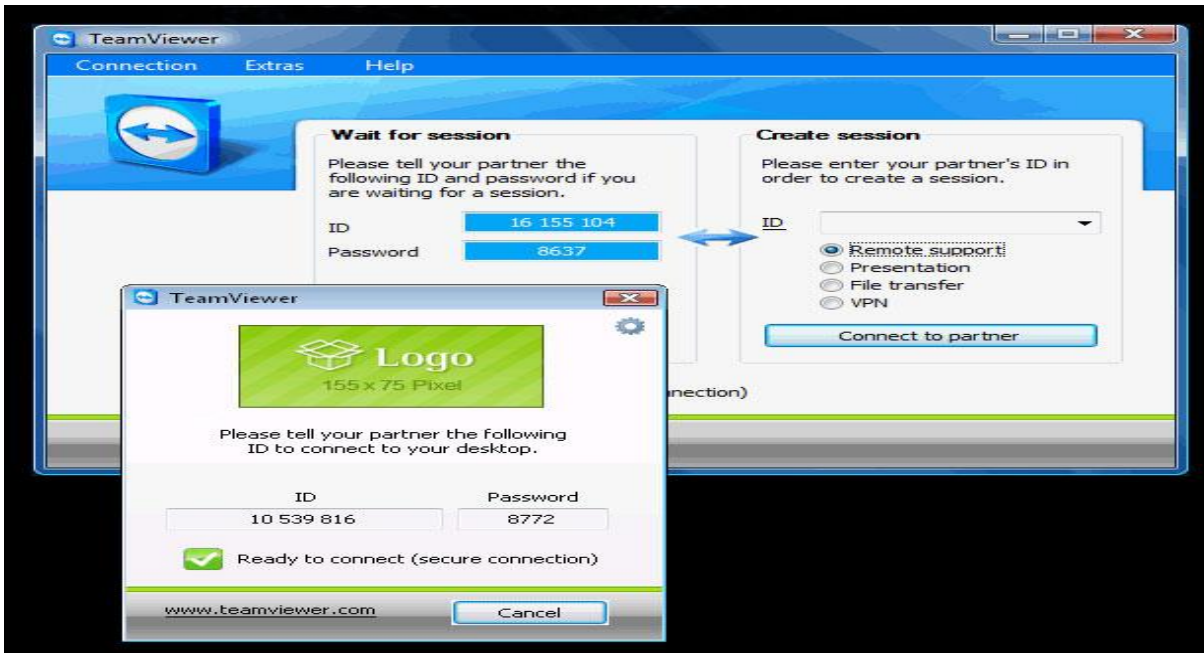 TeamViewer
Connection Extras Help
Wait for session
Please tell your partner the
following ID and password if you
are waiting for a session.
ID 16 155 104
Password 8637
Create session
Please enter your partner's ID in
order to create a session.
ID
Remote support
Presentation
File transfer
VPN
Connect to partner
TeamViewer
Logo
155 x 75 Pixel
Please tell your partner the following
ID to connect to your desktop.
ID Password
10 539 816 8772
Ready to connect (secure connection)
www.teamviewer.com Cancel